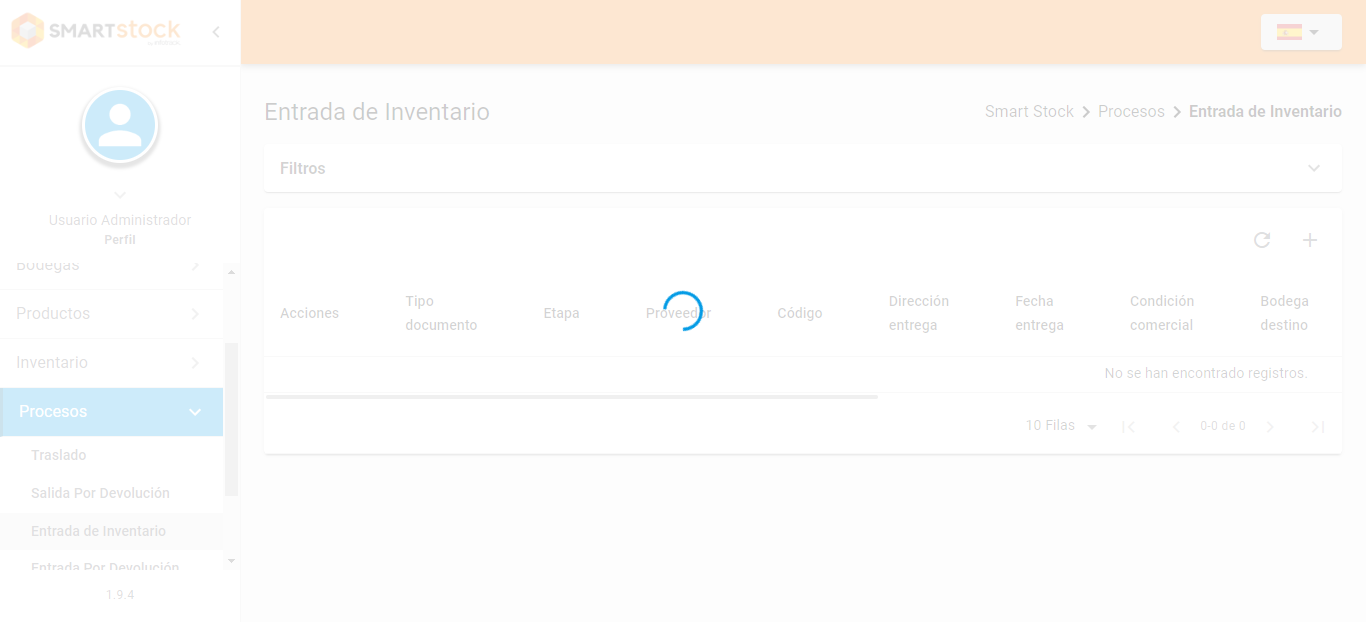 SMARTstock
Entrada de Inventario
Smart Stock
Procesos
Entrada de Inventario
Filtros
Usuario Administrador
Perfil
Bodegas
Productos
Inventario
Procesos
Traslado
Salida Por Devolución
Entrada de Inventario
Entrada Por Devolución
1.9.4
Acciones
Tipo
documento
Etapa
Proveedor
Código
Dirección
entrega
Fecha
entrega
Condición
comercial
Bodega
destino
No se han encontrado registros.
10 Filas
0-0 de 0